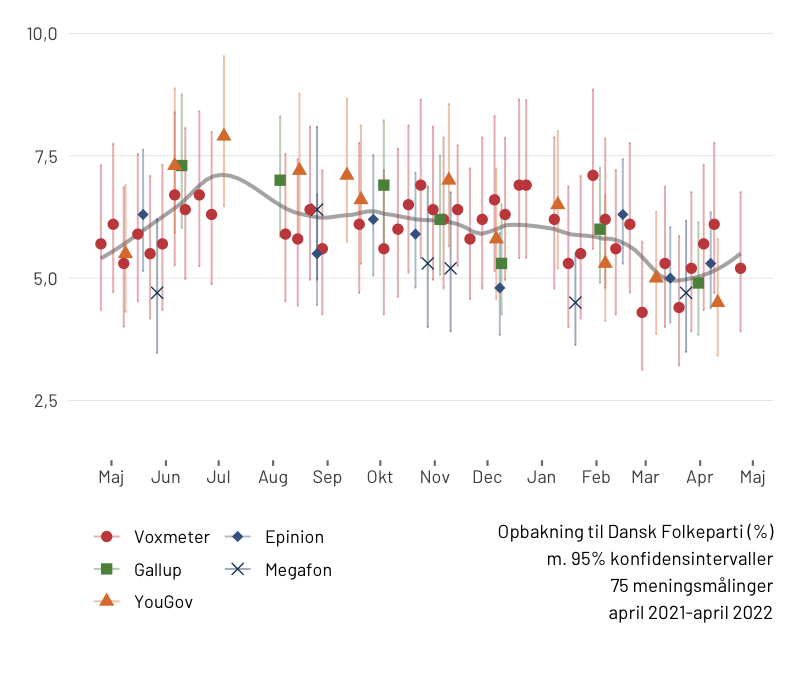 10,0
7,5
5,0
2,5
Maj Jun Jul Aug Sep Okt Nov Dec Jan Feb Mar Apr Maj
Voxmeter Epinion
Gallup Megafon
YouGov
Opbakning til Dansk Folkeparti (%)
m. 95% konfidensintervaller
75 meningsmålinger
april 2021-april 2022